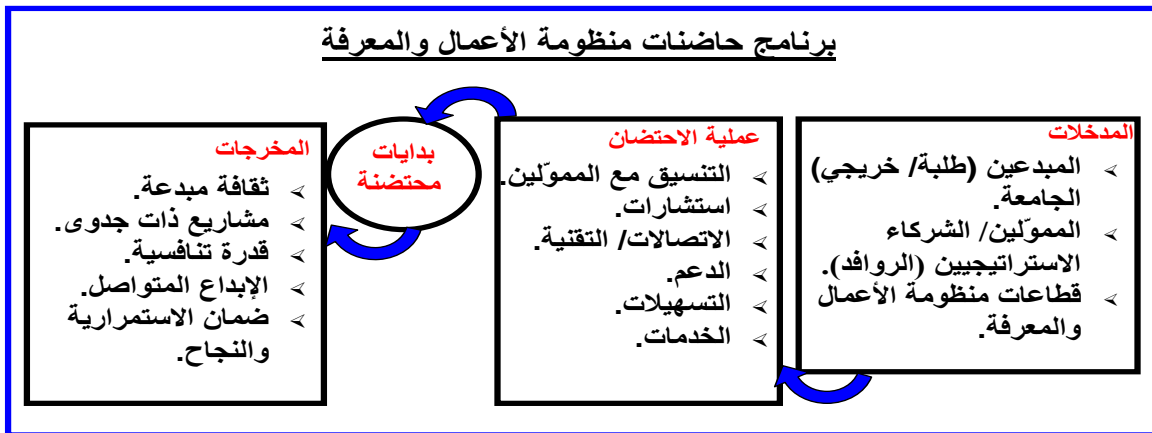 برنامج حاضنات منظومة الأعمال والمعرفة
المدخلات
➢ المبدعين (طلبة/ خريجي)
الجامعة.
➢ المموّلين/ الشركاء
الاستراتيجيين (الروافد).
➢ قطاعات منظومة الأعمال
والمعرفة.
عملية الاحتضان
➢ التنسيق مع المموّلين.
➢ استشارات.
➢ الاتصالات/ التقنية.
➢ الدعم.
➢ التسهيلات.
➢ الخدمات.
بدايات
محتضنة
المخرجات
➢ ثقافة مبدعة.
➢ مشاريع ذات جدوى.
➢ قدرة تنافسية.
➢ الإبداع المتواصل.
➢ ضمان الاستمرارية
والنجاح.